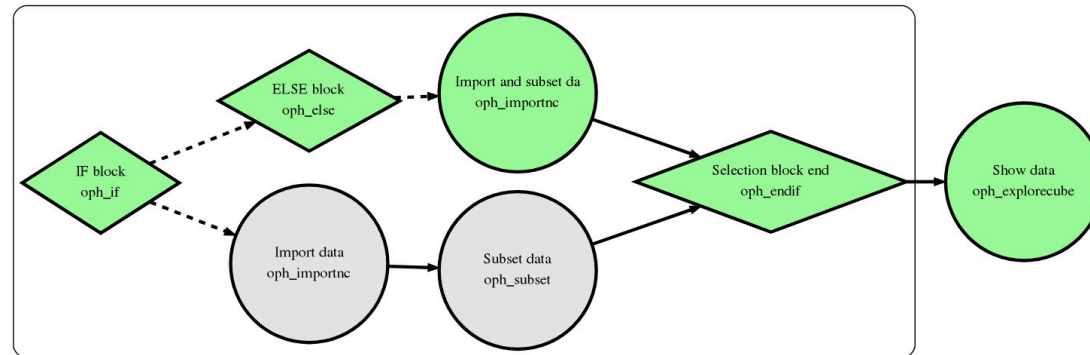 IF block
oph_if
ELSE block
oph_else
Import and subset da
oph_importnc
Import data
oph_importnc
Subset data
oph_subset
Selection block end
oph_endif
Show data
oph_explorecube